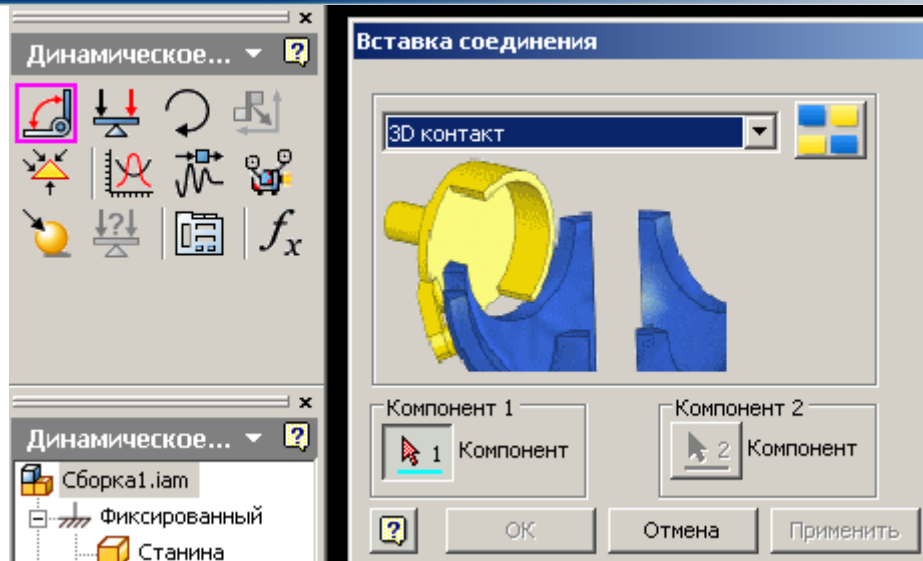 Динамическое...
fx
Динамическое...
Сборка1.iam
Фиксированный
Станина
Вставка соединения
3D контакт
Компонент 1
1 Компонент
Компонент 2
2 Компонент
ОК
Отмена
Применить